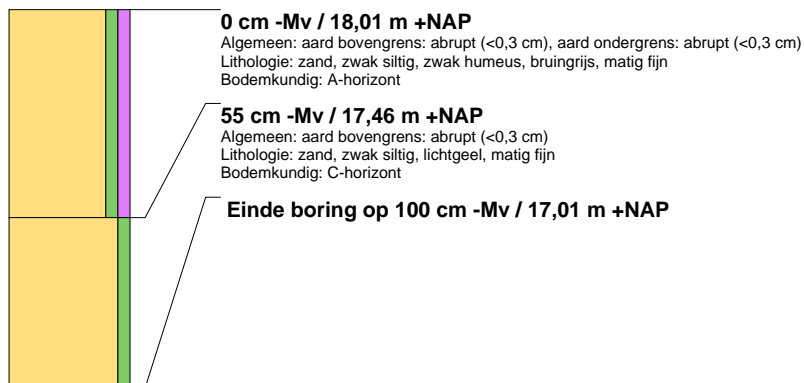 0 cm -Mv / 18,01 m +NAP
Algemeen: aard bovengrens: abrupt (<0,3 cm), aard ondergrens: abrupt (<0,3 cm)
Lithologie: zand, zwak siltig, zwak humeus, bruingrijs, matig fijn
Bodemkundig: A-horizont
55 cm -Mv / 17,46 m +NAP
Algemeen: aard bovengrens: abrupt (<0,3 cm)
Lithologie: zand, zwak siltig, lichtgeel, matig fijn
Bodemkundig: C-horizont
Einde boring op 100 cm -Mv / 17,01 m +NAP